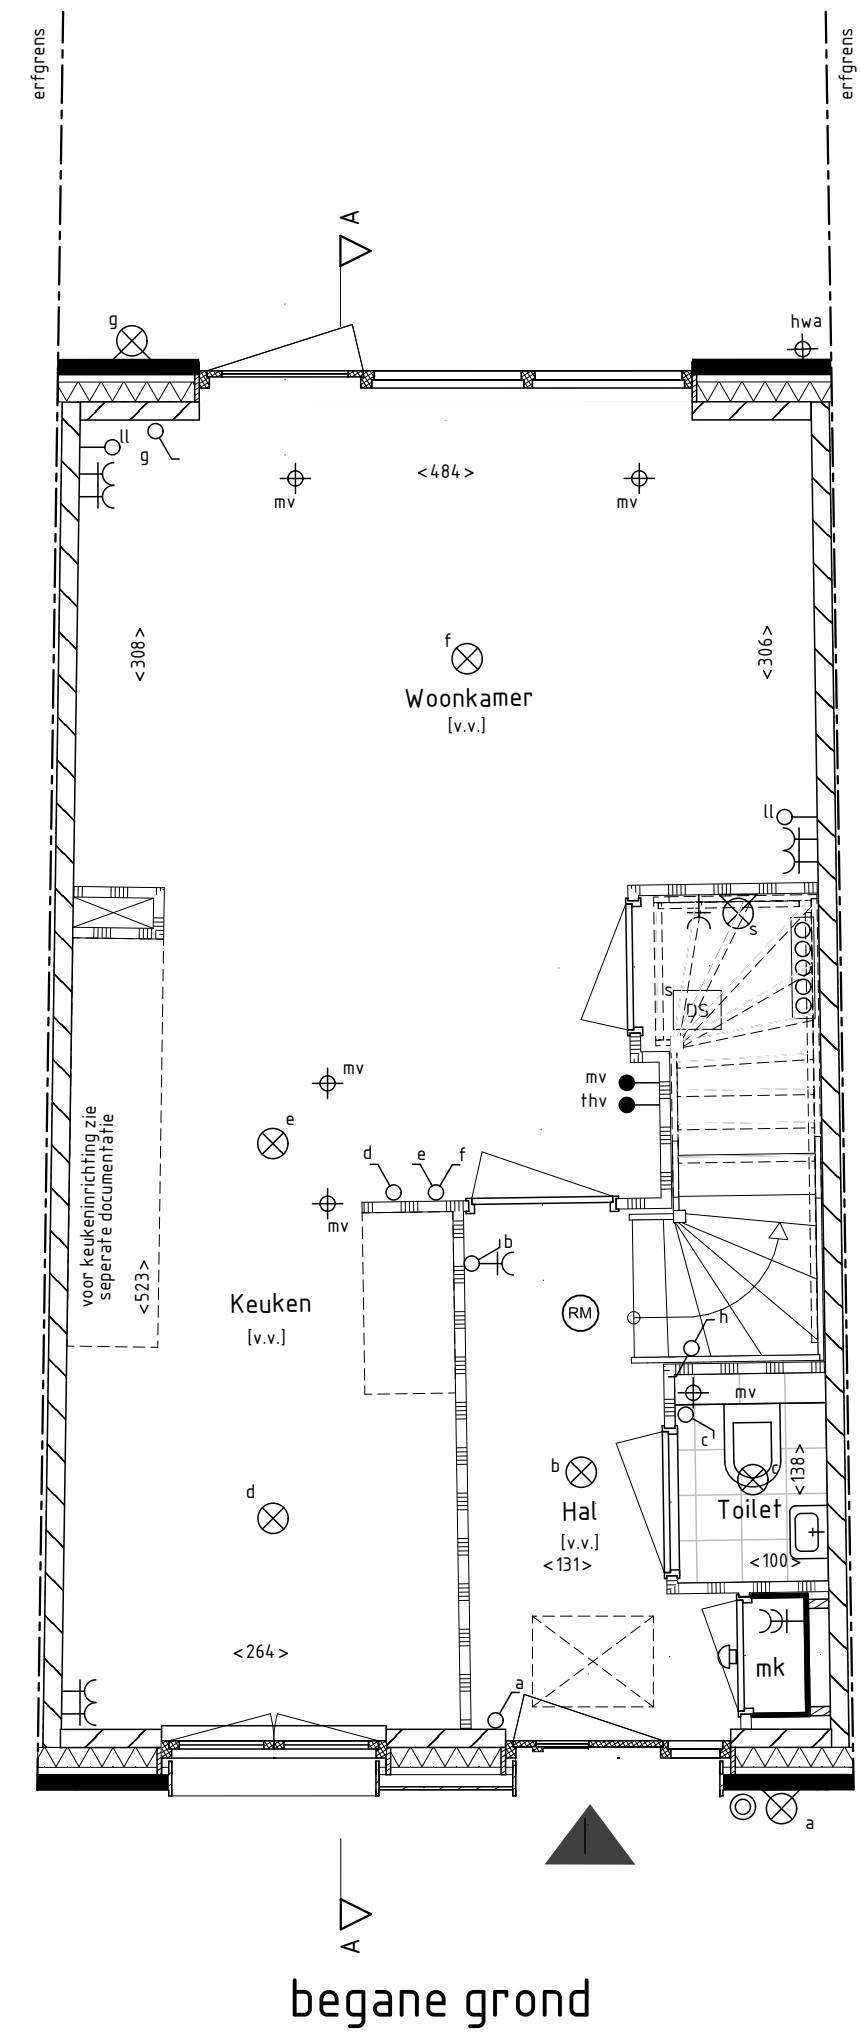 erfgrens
erfgrens
A
g
hwa
ll
g
<484>
mv
mv
<308>
<306>
f
Woonkamer
[v.v.]
ll
s
s
DS
mv
mv
thv
e
voor keukeninrichting zie
seperate documentatie
d
e
f
mv
b
<523>
Keuken
[v.v.]
RM
h
mv
c
b
c
<138>
d
Hal
[v.v.]
<131>
Toilet
<100>
<264>
mk
a
a
A
begane grond